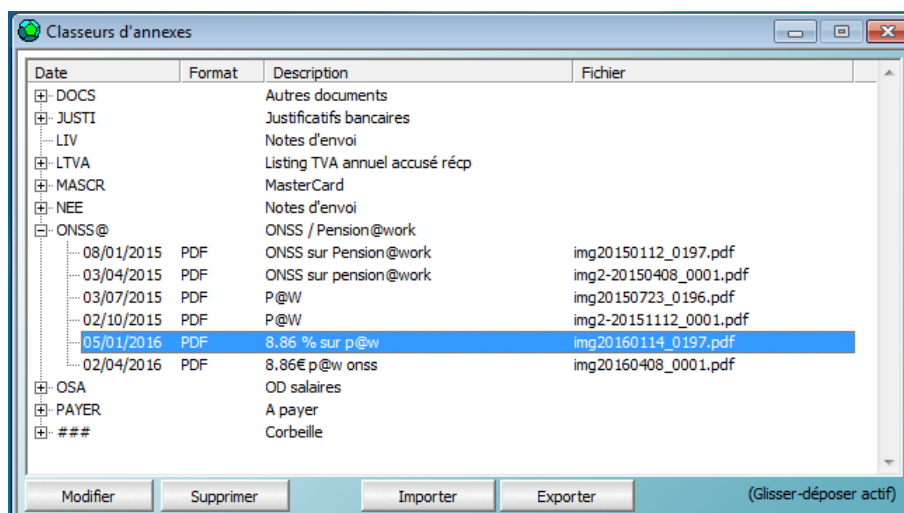 Classeurs d'annexes
Date Format Description Fichier
DOCS Autres documents
JUSTI Justificatifs bancaires
LIV Notes d'envoi
LTVA Listing TVA annuel accusé récp
MASCR MasterCard
NEE Notes d'envoi
ONSS@ ONSS / Pension@work
08/01/2015 PDF ONSS sur Pension@work img20150112_0197.pdf
03/04/2015 PDF ONSS sur pension@work img2-20150408_0001.pdf
03/07/2015 PDF P@W img20150723_0196.pdf
02/10/2015 PDF P@W img2-20151112_0001.pdf
05/01/2016 PDF 8.86 % sur p@w img20160114_0197.pdf
02/04/2016 PDF 8.86€ p@w onss img20160408_0001.pdf
OSA OD salaires
PAYER A payer
### Corbeille
Modifier Supprimer Importer Exporter (Glisser-déposer actif)